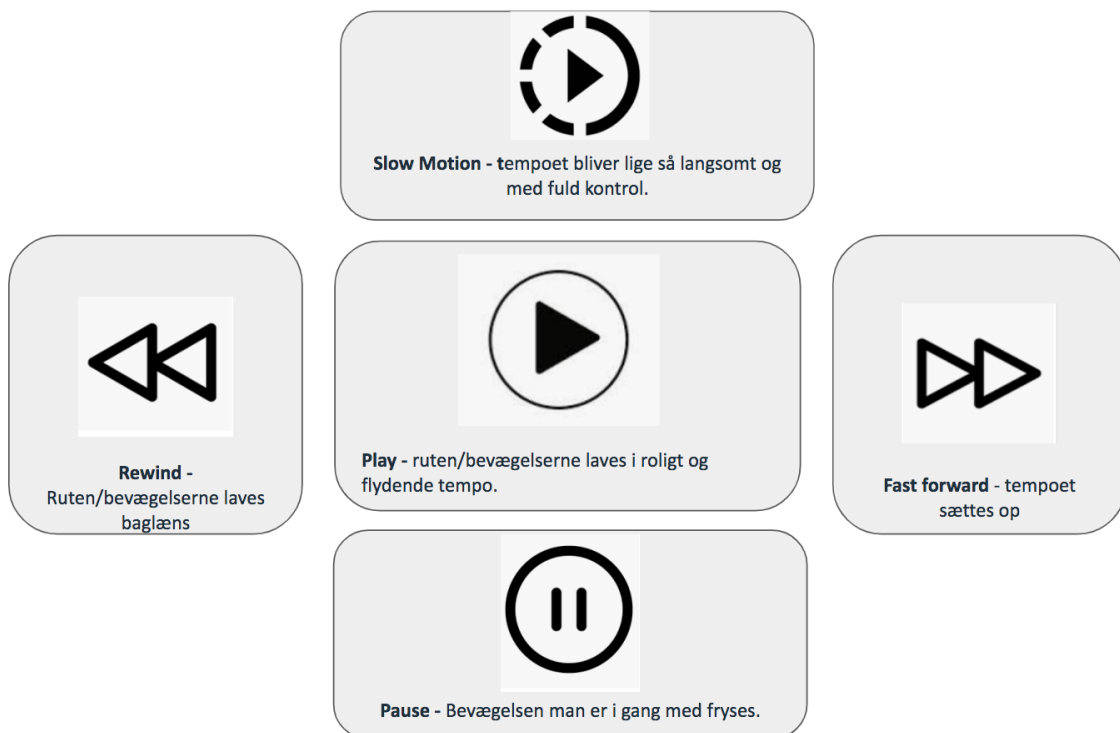 Slow Motion - tempoet bliver lige så langsomt og
med fuld kontrol.
Rewind -
Ruten/bevægelserne laves
baglæns
Play - ruten/bevægelserne laves i roligt og
flydende tempo.
Fast forward - tempoet
sættes op
Pause - Bevægelsen man er i gang med fryses.